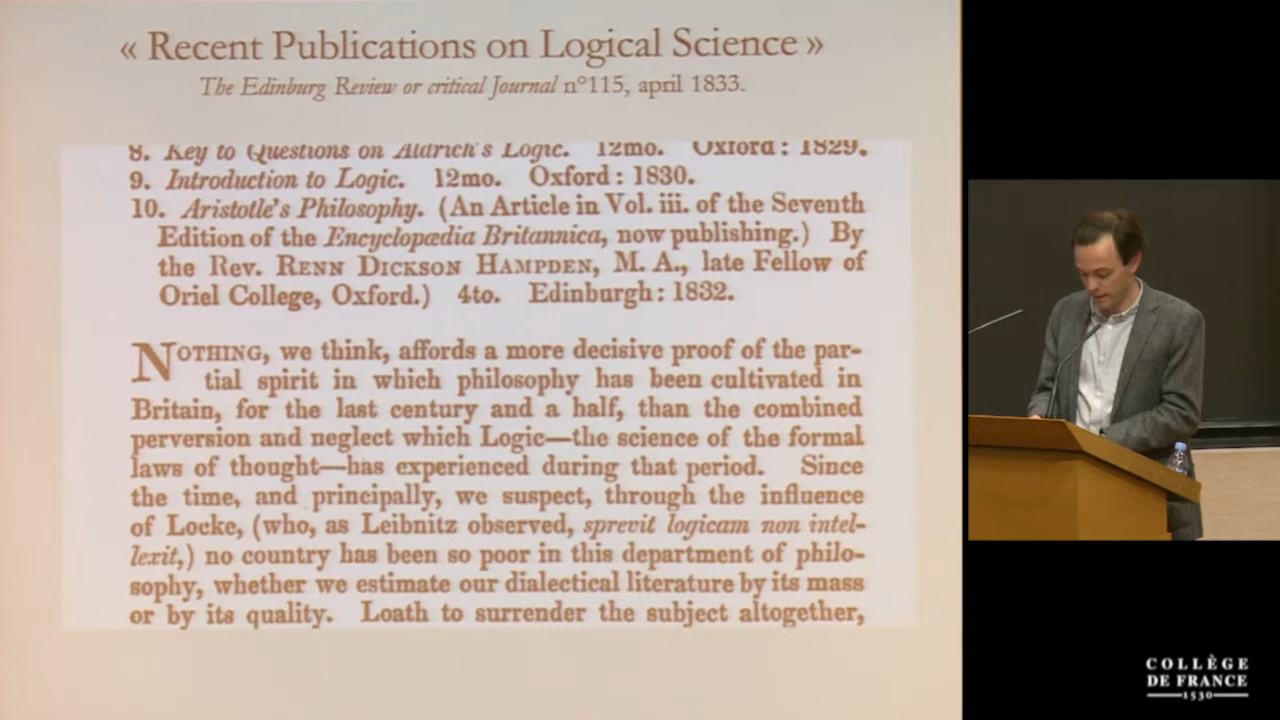 « Recent Publications on Logical Science »
The Edinburg Review or critical Journal n°115, april 1833.
8. Key to Questions on Aldrich's Logic. 12mo. Oxford: 1829.
9. Introduction to Logic. 12mo. Oxford: 1830.
10. Aristotle's Philosophy. (An Article in Vol. iii. of the Seventh
Edition of the Encyclopædia Britannica, now publishing.) By
the Rev. RENN DICKSON HAMPDEN, M. A., late Fellow of
Oriel College, Oxford.) 4to. Edinburgh: 1832.
NOTHING, we think, affords a more decisive proof of the par-
tial spirit in which philosophy has been cultivated in
Britain, for the last century and a half, than the combined
perversion and neglect which Logic—the science of the formal
laws of thought—has experienced during that period. Since
the time, and principally, we suspect, through the influence
of Locke, (who, as Leibnitz observed, sprevit logicam non intel-
lexit,) no country has been so poor in this department of philo-
sophy, whether we estimate our dialectical literature by its mass
or by its quality. Loath to surrender the subject altogether,
COLLÈGE
DE FRANCE
1530